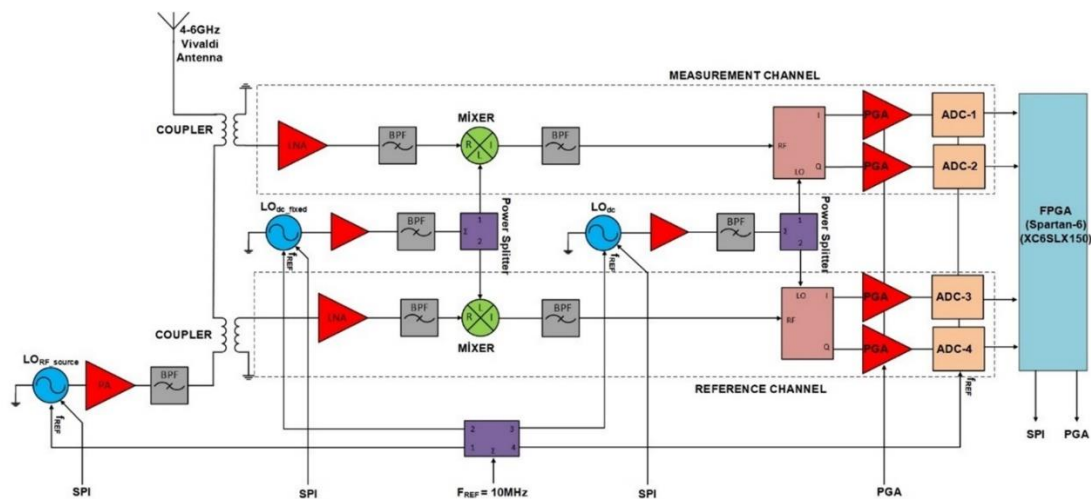 4-6GHz
Vivaldi
Antenna
COUPLER
MEASUREMENT CHANNEL
LNA
BPF
MİXER
R
I
L
BPF
RF
I
Q
LO
PGA
PGA
ADC-1
ADC-2
FPGA
(Spartan-6)
(XC6SLX150)
LOdc_fixed
fREF
BPF
1
Σ
2
Power Splitter
LOdc
fREF
BPF
1
Σ
2
Power Splitter
COUPLER
LNA
BPF
L
R
I
MİXER
BPF
LO
RF
I
Q
PGA
PGA
ADC-3
ADC-4
fREF
REFERENCE CHANNEL
LORF_source
fREF
PA
BPF
2
3
1
Σ
4
SPI
SPI
FREF = 10MHz
SPI
PGA
SPI
PGA